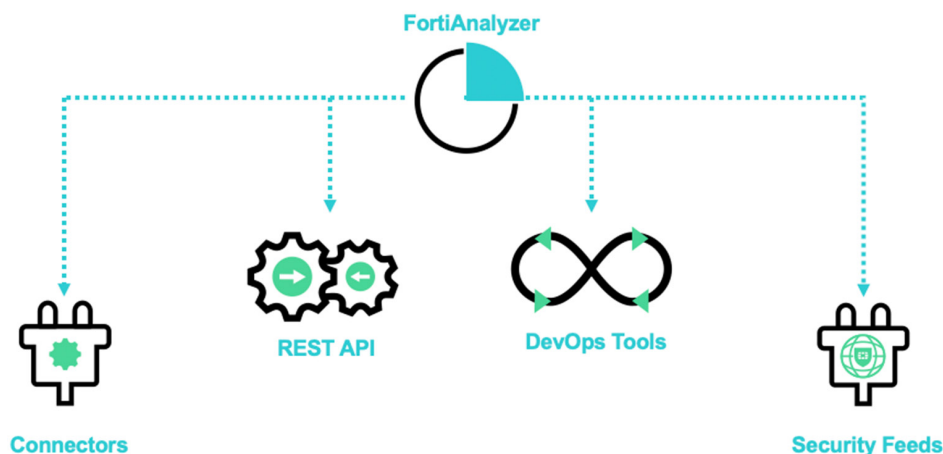 FortiAnalyzer
REST API
DevOps Tools
Connectors
Security Feeds